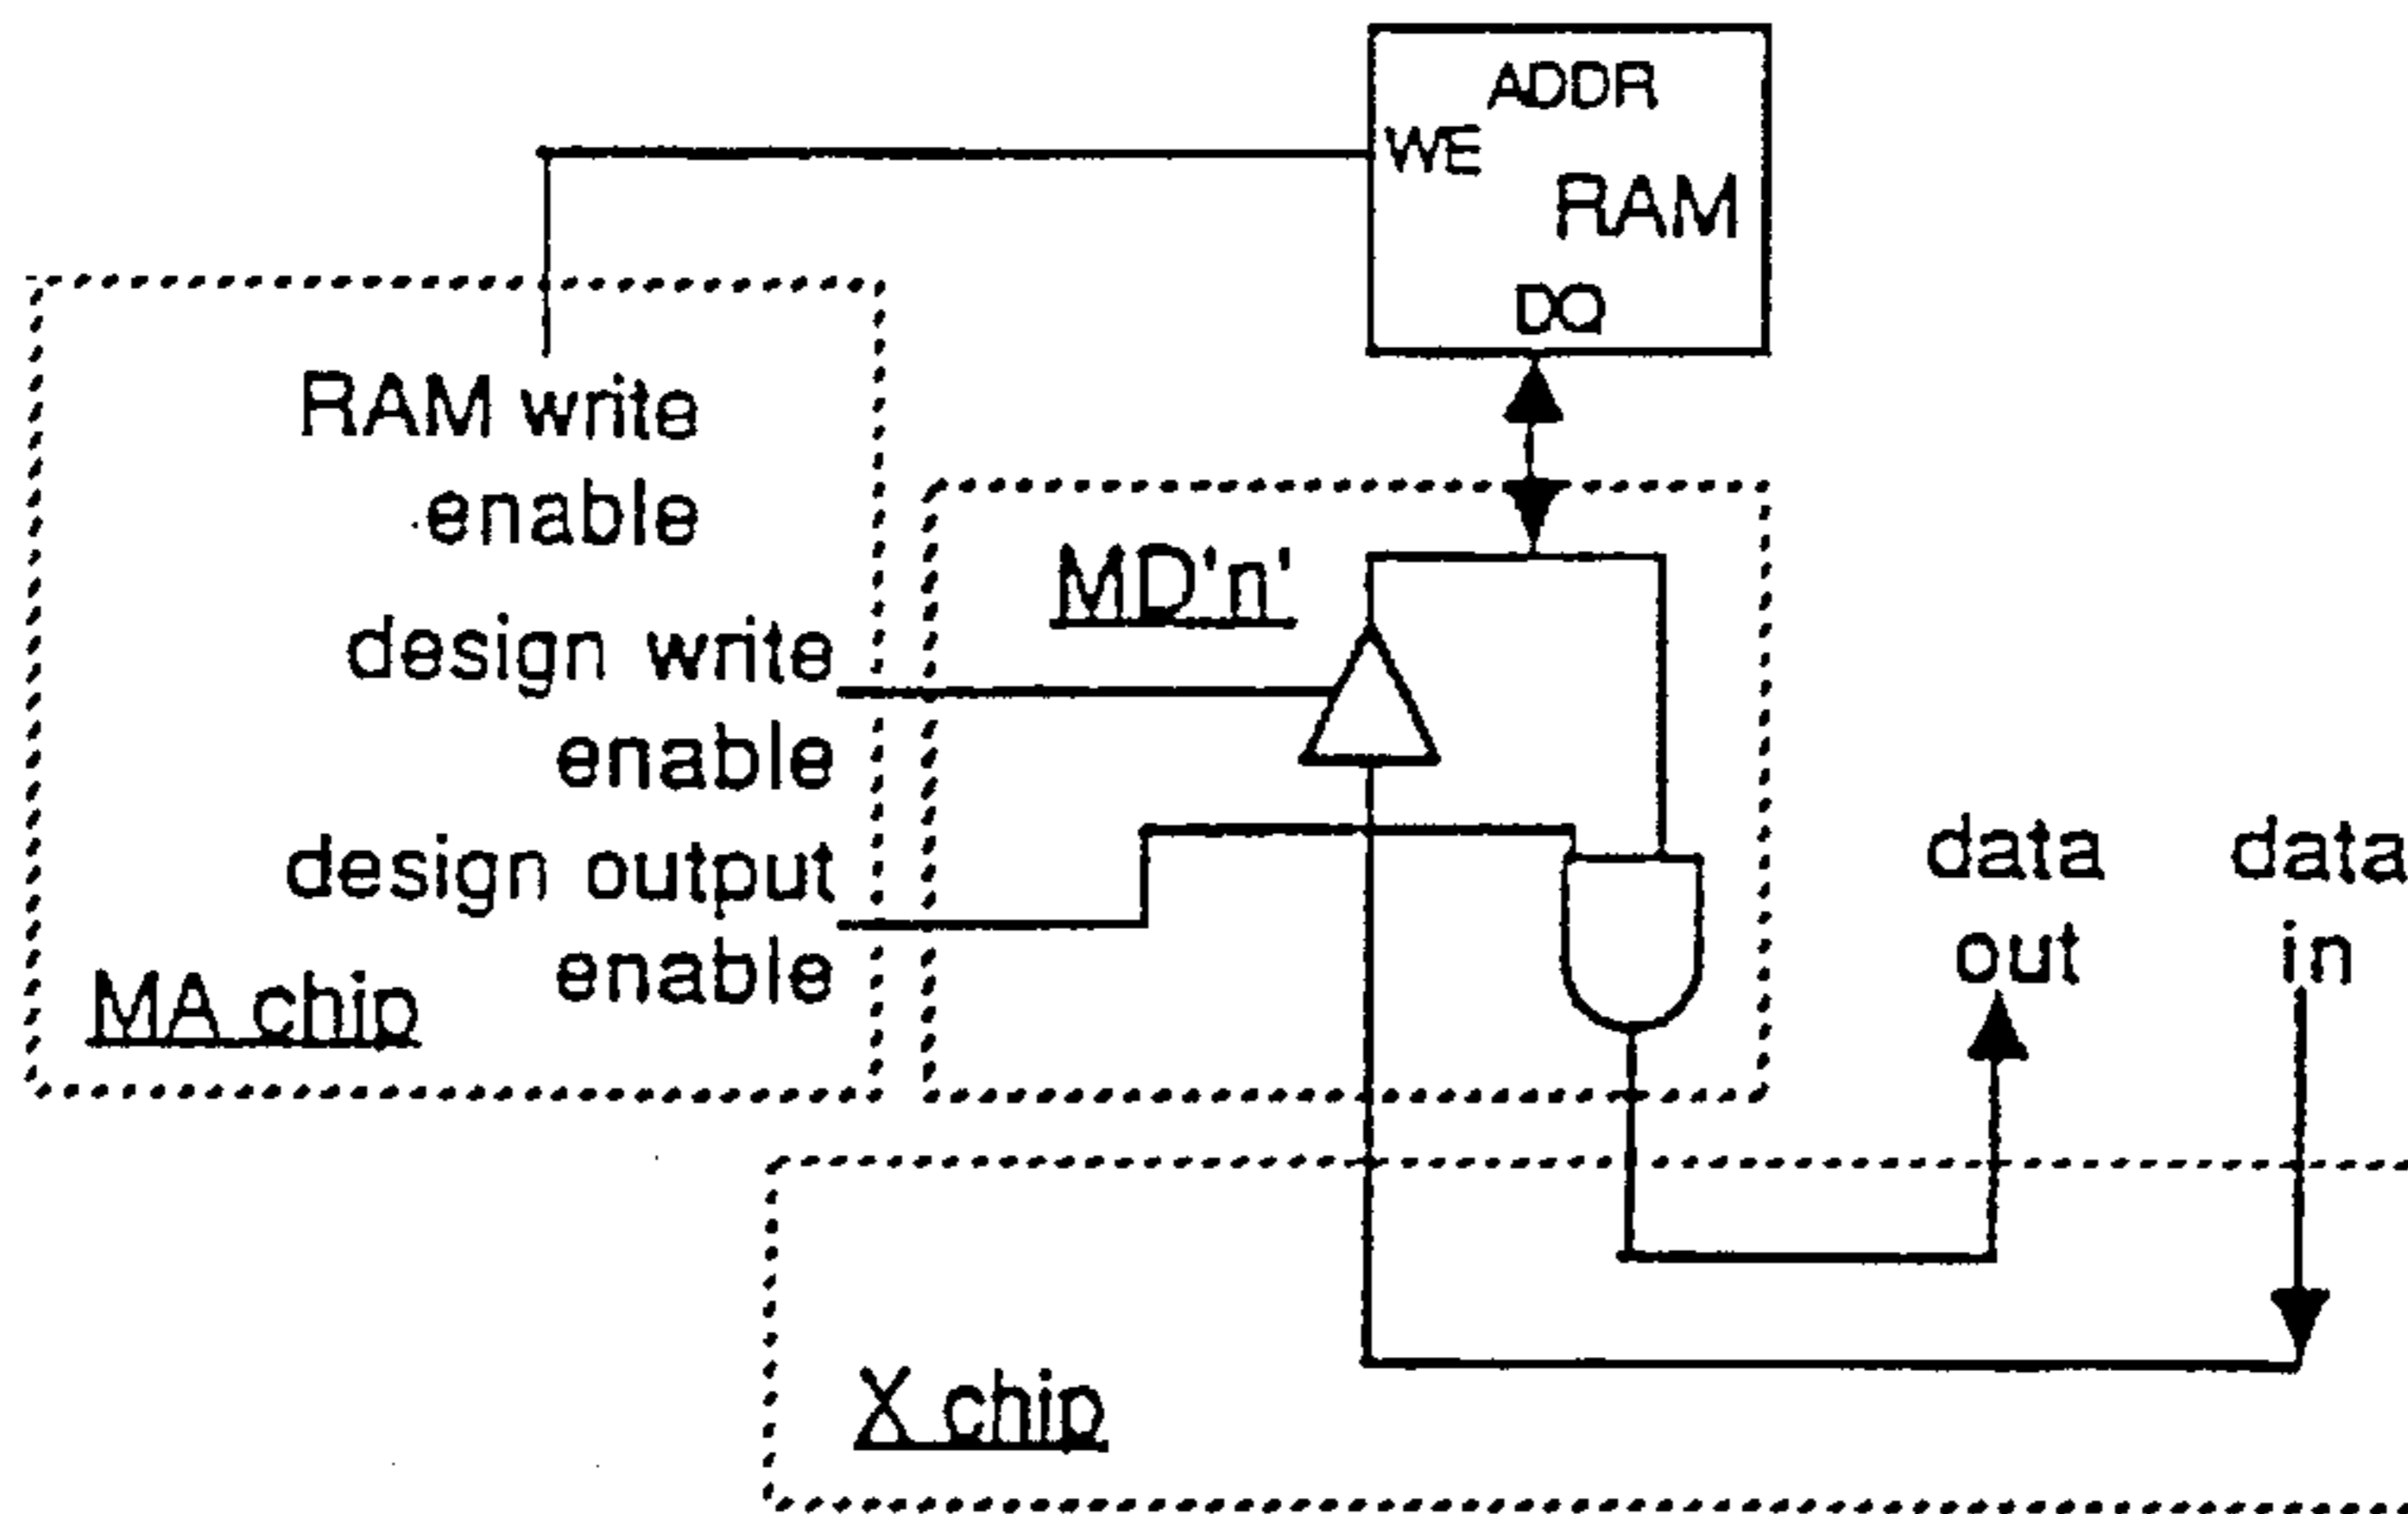 ADDR
WE
RAM
DQ
RAM write
enable
MD'n'
design write
enable
design output
enable
MA chip
data
out
data
in
X chip